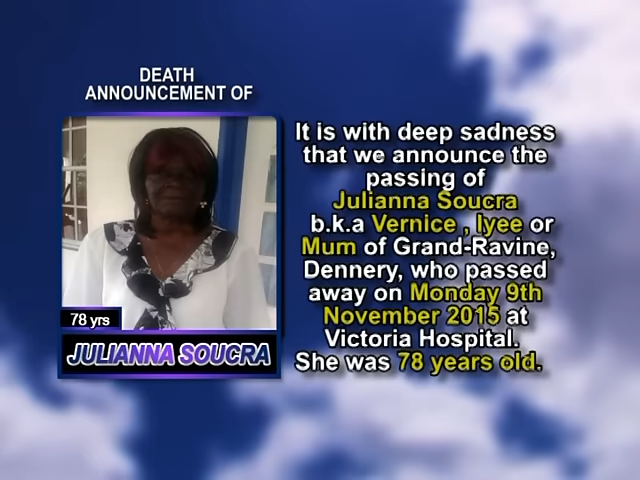 DEATH
ANNOUNCEMENT OF
78 yrs
JULIANNA SOUCRA
It is with deep sadness
that we announce the
passing of
Julianna Soucra
b.k.a Vernice , Iyee or
Mum of Grand-Ravine,
Dennery, who passed
away on Monday 9th
November 2015 at
Victoria Hospital.
She was 78 years old.